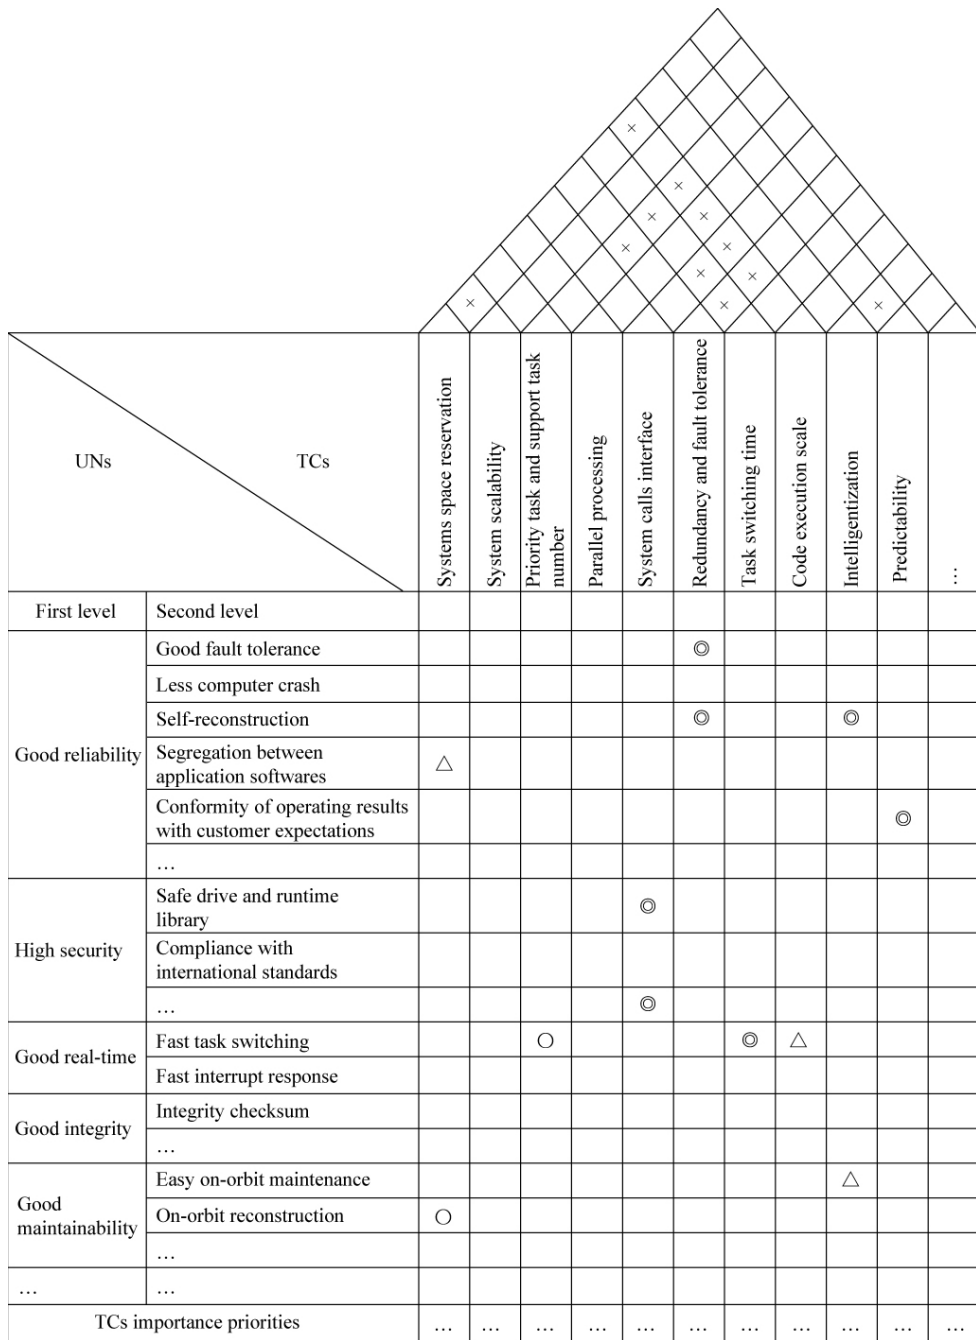 UNs
TCs
Systems space reservation
System scalability
Priority task and support task
number
Parallel processing
System calls interface
Redundancy and fault tolerance
Task switching time
Code execution scale
Intelligentization
Predictability
…
First level Second level
Good reliability
Good fault tolerance
◎
Less computer crash
Self-reconstruction
◎ ◎
Segregation between
application softwares
△
Conformity of operating results
with customer expectations
◎
…
High security
Safe drive and runtime
library
◎
Compliance with
international standards
… ◎
Good real-time
Fast task switching
○ ◎ △
Fast interrupt response
Good integrity
Integrity checksum
…
Good
maintainability
Easy on-orbit maintenance
△
On-orbit reconstruction
○
…
… …
TCs importance priorities … … … … … … … … … … …